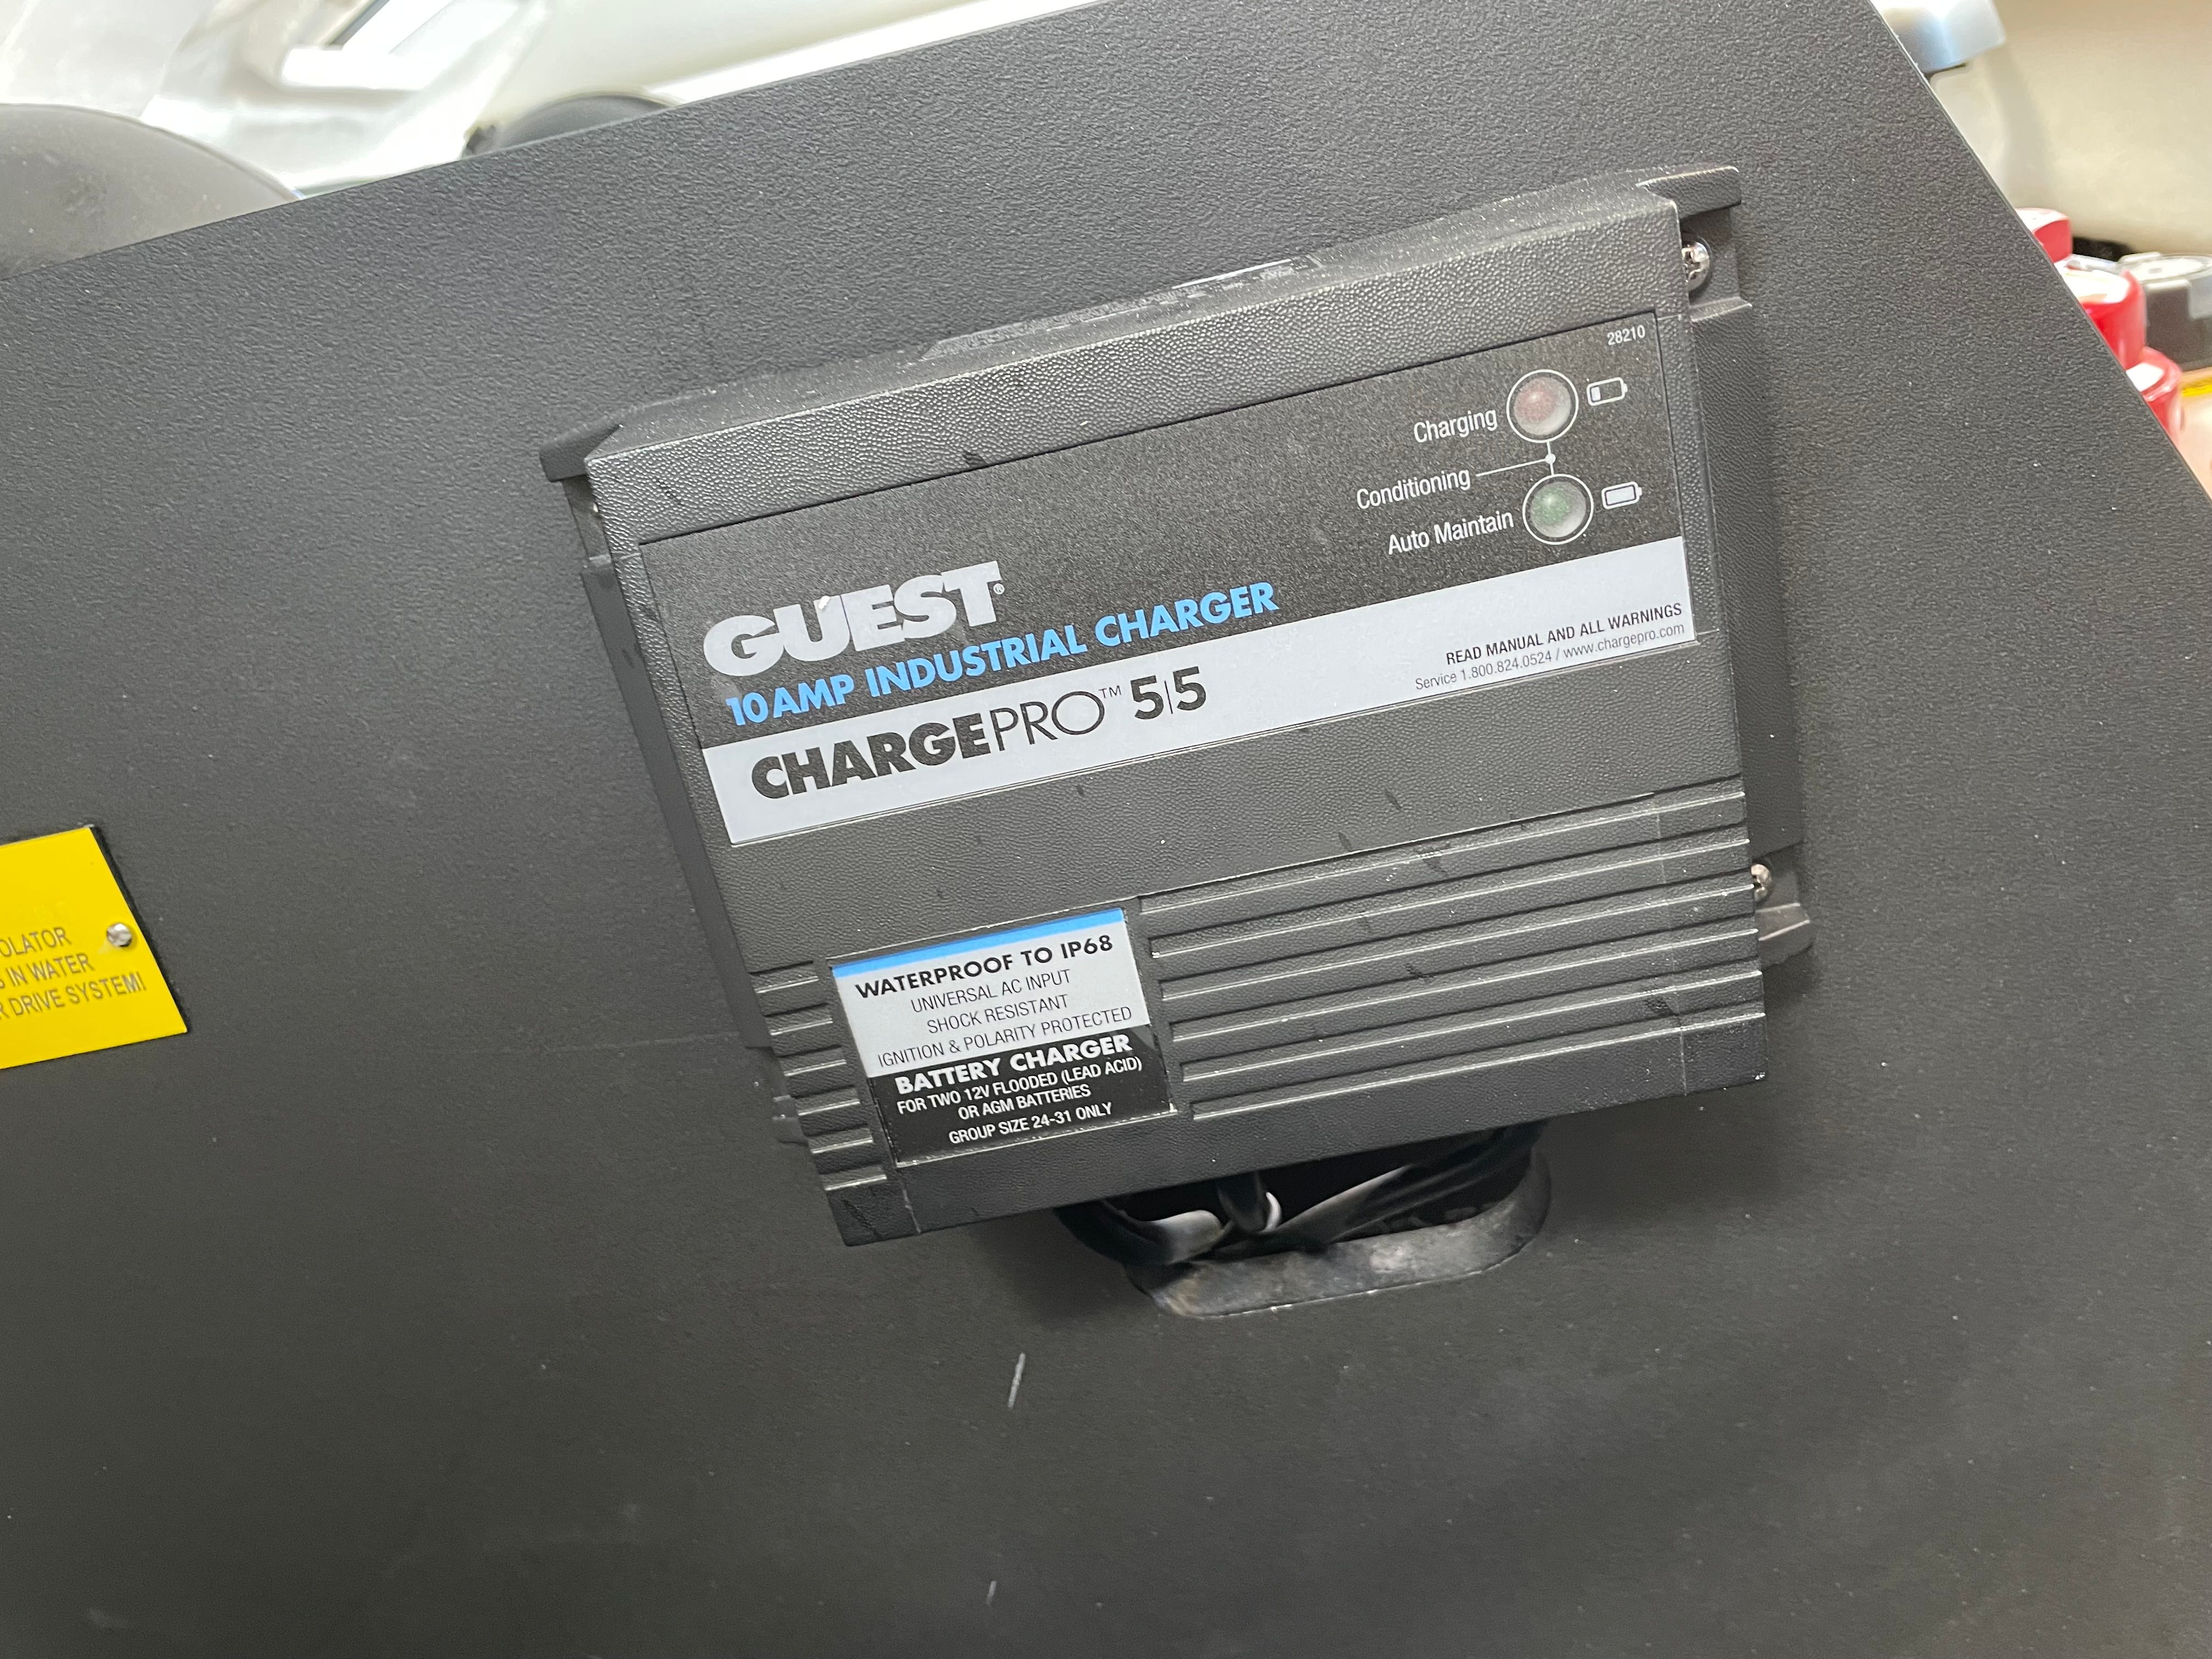 28210
Charging
Conditioning
Auto Maintain
GUEST®
10 AMP INDUSTRIAL CHARGER
CHARGEPRO™ 5|5
READ MANUAL AND ALL WARNINGS
Service 1.800.824.0524 / www.chargepro.com
WATERPROOF TO IP68
UNIVERSAL AC INPUT
SHOCK RESISTANT
IGNITION & POLARITY PROTECTED
BATTERY CHARGER
FOR TWO 12V FLOODED (LEAD ACID)
OR AGM BATTERIES
GROUP SIZE 24-31 ONLY
OLATOR
IN WATER
DRIVE SYSTEM!